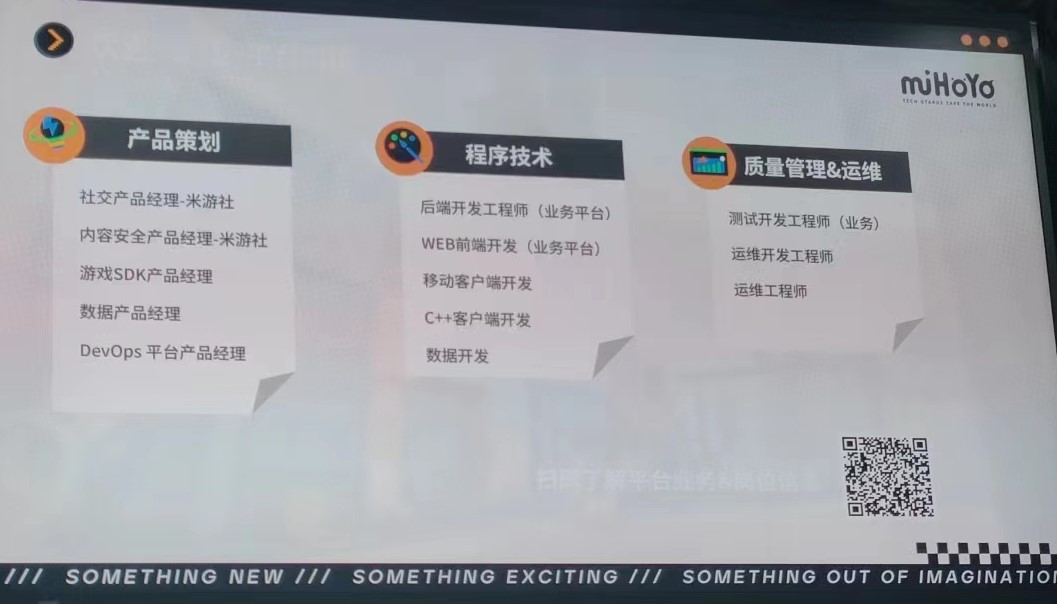 miHoYo
TECH OTAKUS SAVE THE WORLD
产品策划
社交产品经理-米游社
内容安全产品经理-米游社
游戏SDK产品经理
数据产品经理
DevOps 平台产品经理
程序技术
后端开发工程师（业务平台）
WEB前端开发（业务平台）
移动客户端开发
C++客户端开发
数据开发
质量管理&运维
测试开发工程师（业务）
运维开发工程师
运维工程师
扫码了解平台业务&岗位信息
/// SOMETHING NEW /// SOMETHING EXCITING /// SOMETHING OUT OF IMAGINATIO